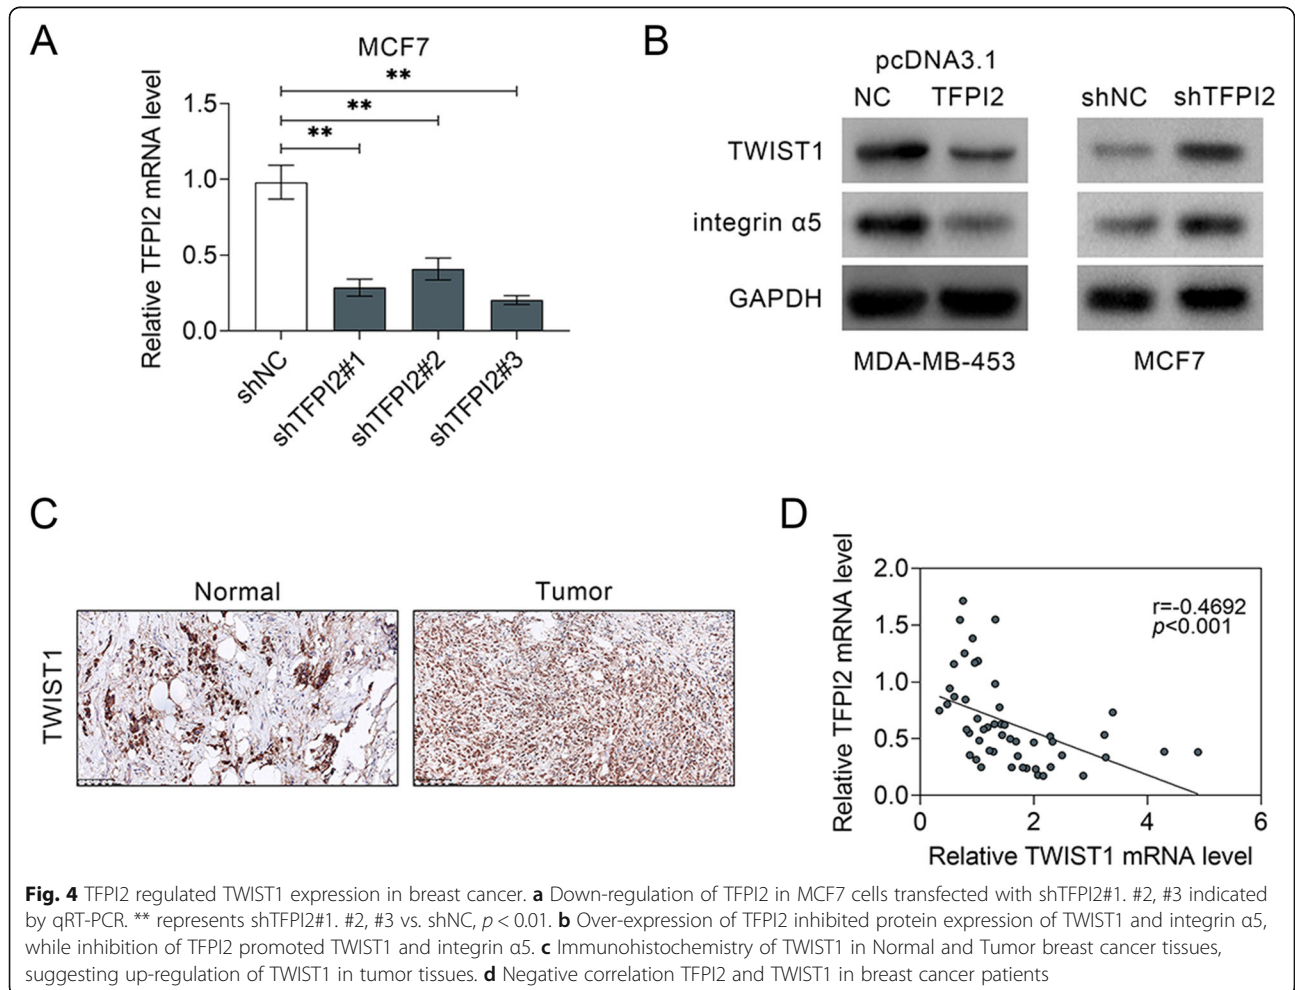 A
MCF7
**
**
**
Relative TFPI2 mRNA level
1.5
1.0
0.5
0.0
shNC
shTFPI2#1
shTFPI2#2
shTFPI2#3
B
pcDNA3.1
NC TFPI2
shNC shTFPI2
TWIST1
integrin α5
GAPDH
MDA-MB-453
MCF7
C
Normal
Tumor
TWIST1
D
Relative TFPI2 mRNA level
2.0
1.5
1.0
0.5
0.0
r=-0.4692
p<0.001
0 2 4 6
Relative TWIST1 mRNA level
Fig. 4 TFPI2 regulated TWIST1 expression in breast cancer. a Down-regulation of TFPI2 in MCF7 cells transfected with shTFPI2#1. #2, #3 indicated
by qRT-PCR. ** represents shTFPI2#1. #2, #3 vs. shNC, p < 0.01. b Over-expression of TFPI2 inhibited protein expression of TWIST1 and integrin α5,
while inhibition of TFPI2 promoted TWIST1 and integrin α5. c Immunohistochemistry of TWIST1 in Normal and Tumor breast cancer tissues,
suggesting up-regulation of TWIST1 in tumor tissues. d Negative correlation TFPI2 and TWIST1 in breast cancer patients